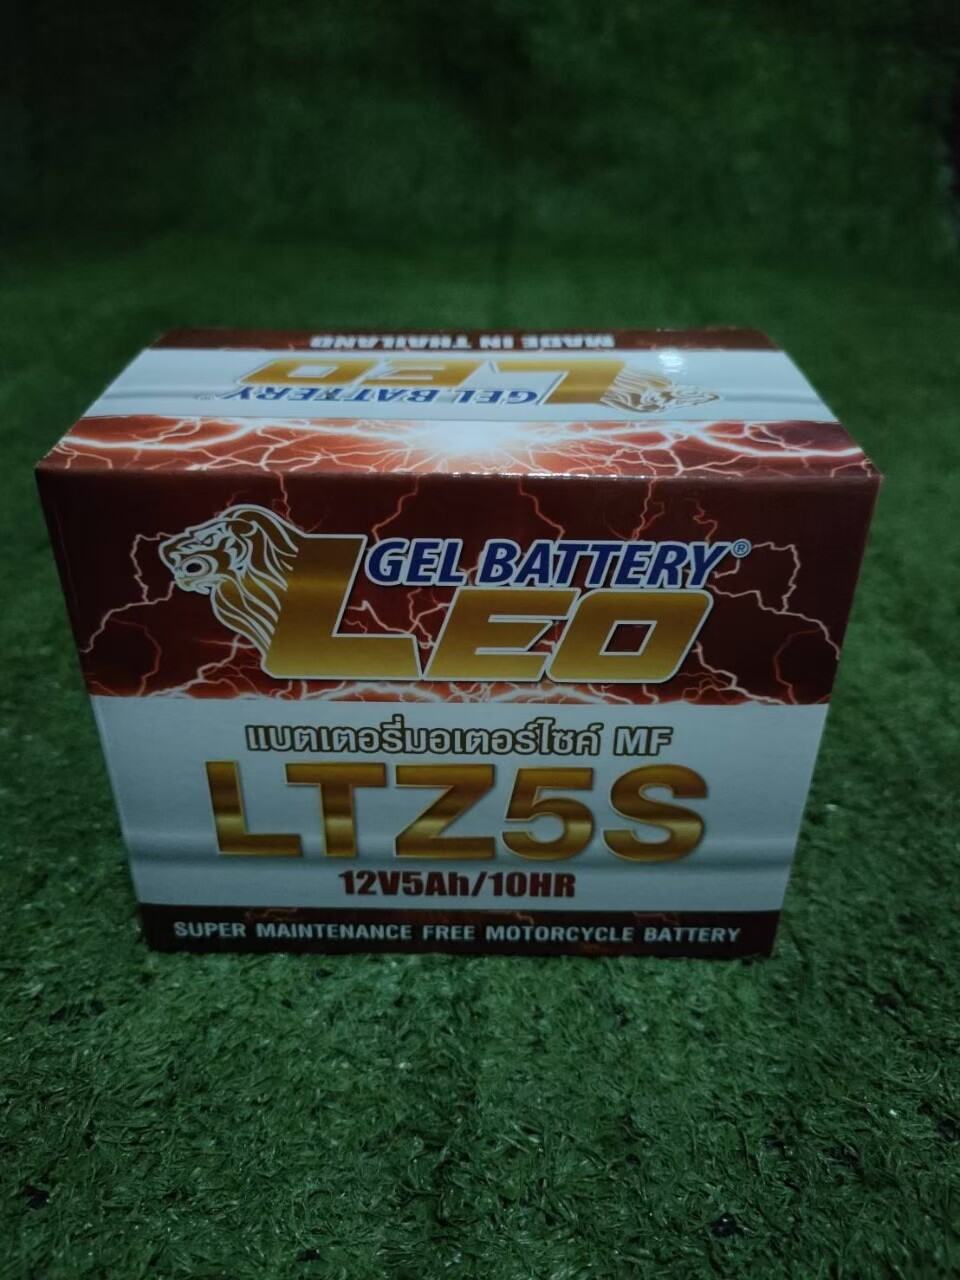 MADE IN THAILAND
GEL BATTERY®
LEO
GEL BATTERY®
LEO
แบตเตอรี่มอเตอร์ไซค์ MF
LTZ5S
12V5Ah/10HR
SUPER MAINTENANCE FREE MOTORCYCLE BATTERY